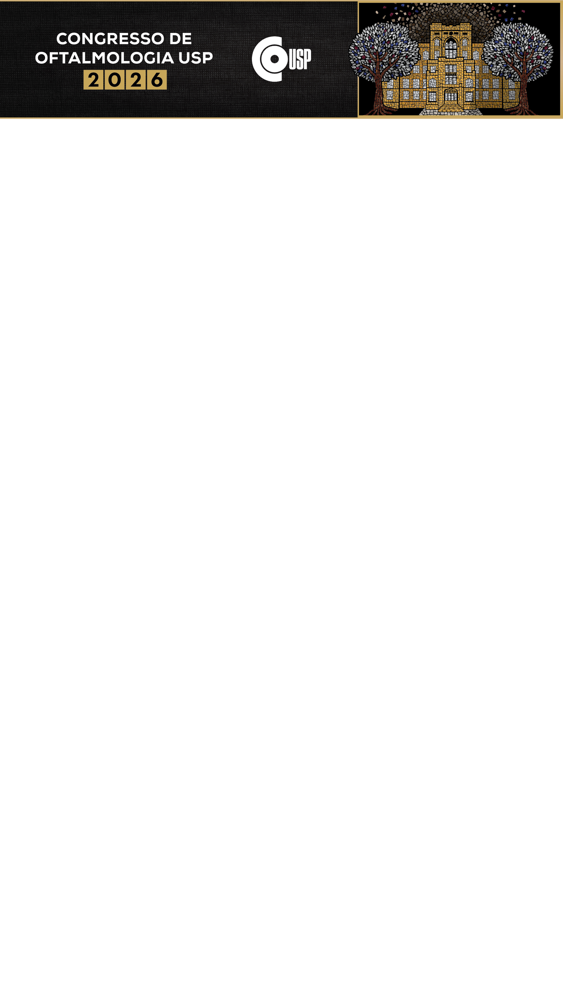 CONGRESSO DE
OFTALMOLOGIA USP
2026
USP